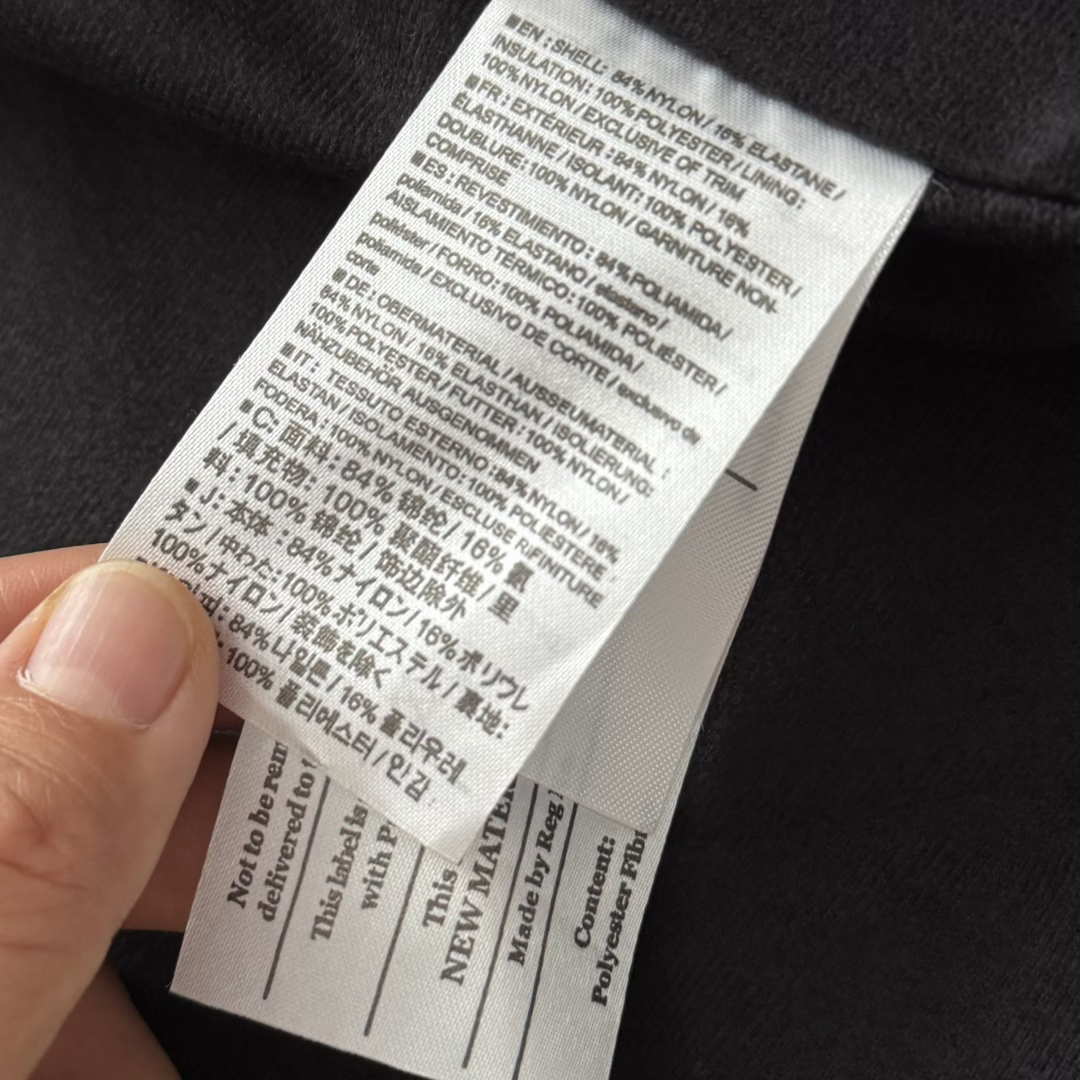 EN : SHELL: 84% NYLON / 16% ELASTANE /
INSULATION : 100% POLYESTER / LINING:
100% NYLON / EXCLUSIVE OF TRIM
FR : EXTÉRIEUR : 84% NYLON / 16%
ÉLASTHANNE / ISOLANT: 100% POLYESTER /
DOUBLURE: 100% NYLON / GARNITURE NON-
COMPRUSE
ES : REVESTIMIENTO : 84% POLIAMIDA /
poliamida / 16% ELASTANO / elastano /
AISLAMIENTO TÉRMICO : 100% POLIÉSTER /
poliéster / FORRO : 100% POLIAMIDA /
poliamida / EXCLUSIVO DE CORTE / exclusivo de
corte
DE : OBERMATERIAL / AUSSEUMATERIAL :
84% NYLON / 16% ELASTHAN / ISOLIERUNG:
100% POLYESTER / FUTTER : 100% NYLON /
NÄHZUBEHÖR AUSGENOMMEN
IT : TESSUTO ESTERNO : 84% NYLON / 16%
ELASTAN / ISOLAMENTO : 100% POLIESTERE .
FODERA : 100% NYLON / ESCLUSE RIFINITURE
C: 面料 : 84% 锦纶 / 16% 氨
/ 填充物: 100% 聚酯纤维 / 里
料: 100% 锦纶 / 饰边除外
J: 本体 : 84% ナイロン / 16% ポリウレ
タン / 中わた: 100% ポリエステル / 裏地:
100% ナイロン / 装飾を除く
피: 84% 나일론 / 16% 폴리우레
100% 폴리에스터 / 안감
Not to be rem
delivered to
This label is
with P
This
NEW MATER
Made by Reg
Content:
Polyester Fib